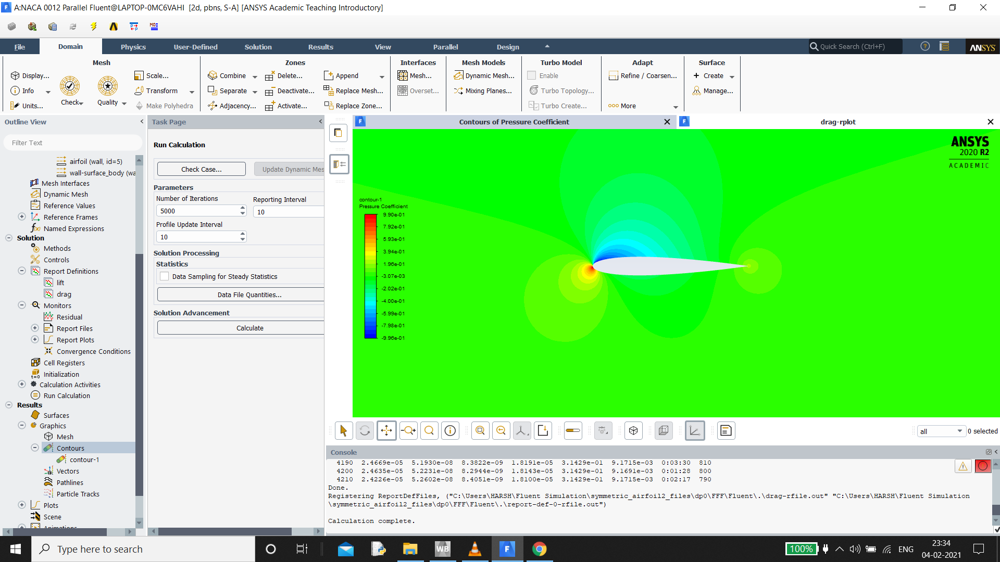 A:NACA 0012 Parallel Fluent@LAPTOP-0MC6VAHI [2d, pbns, S-A] [ANSYS Academic Teaching Introductory]
File Domain Physics User-Defined Solution Results View Parallel Design Quick Search (Ctrl+F) ANSYS
Mesh Zones Interfaces Mesh Models Turbo Model Adapt Surface
Display... Scale... Combine Delete... Append Mesh... Dynamic Mesh... Enable Refine / Coarsen... Create
Info Transform Separate Deactivate... Replace Mesh... Overset... Mixing Planes... Turbo Topology... Manage...
Check Quality
Units... Make Polyhedra Adjacency... Activate... Replace Zone... Turbo Create... More
Outline View
Filter Text
airfoil (wall, id=5)
wall-surface_body (wa
Mesh Interfaces
Dynamic Mesh
Reference Values
Reference Frames
Named Expressions
Solution
Methods
Controls
Report Definitions
lift
drag
Monitors
Residual
Report Files
Report Plots
Convergence Conditions
Cell Registers
Initialization
Calculation Activities
Run Calculation
Results
Surfaces
Graphics
Mesh
Contours
contour-1
Vectors
Pathlines
Particle Tracks
Plots
Scene
Animations
Task Page
Run Calculation
Check Case... Update Dynamic Mes
Parameters
Number of Iterations Reporting Interval
5000 10
Profile Update Interval
10
Solution Processing
Statistics
Data Sampling for Steady Statistics
Data File Quantities...
Solution Advancement
Calculate
Contours of Pressure Coefficient drag-rplot
ANSYS
2020 R2
ACADEMIC
contour-1
Pressure Coefficient
9.90e-01
7.92e-01
5.93e-01
3.94e-01
1.96e-01
-3.07e-03
-2.02e-01
-4.00e-01
-5.99e-01
-7.98e-01
-9.96e-01
all 0 selected
Console
4190 2.4669e-05 5.1930e-08 8.3822e-09 1.8191e-05 3.1429e-01 9.1715e-03 0:03:30 810
4200 2.4635e-05 5.2231e-08 8.2944e-09 1.8143e-05 3.1429e-01 9.1691e-03 0:01:28 800
4210 2.4226e-05 5.2602e-08 8.4051e-09 1.8100e-05 3.1429e-01 9.1715e-03 0:02:17 790
Done.
Registering ReportDefFiles, ("C:\Users\HARSH\Fluent Simulation\symmetric_airfoil2_files\dp0\FFF\Fluent\.\drag-rfile.out" "C:\Users\HARSH\Fluent Simulation
\symmetric_airfoil2_files\dp0\FFF\Fluent\.\report-def-0-rfile.out")
Calculation complete.
Type here to search
WB
100%
ENG
23:34
04-02-2021